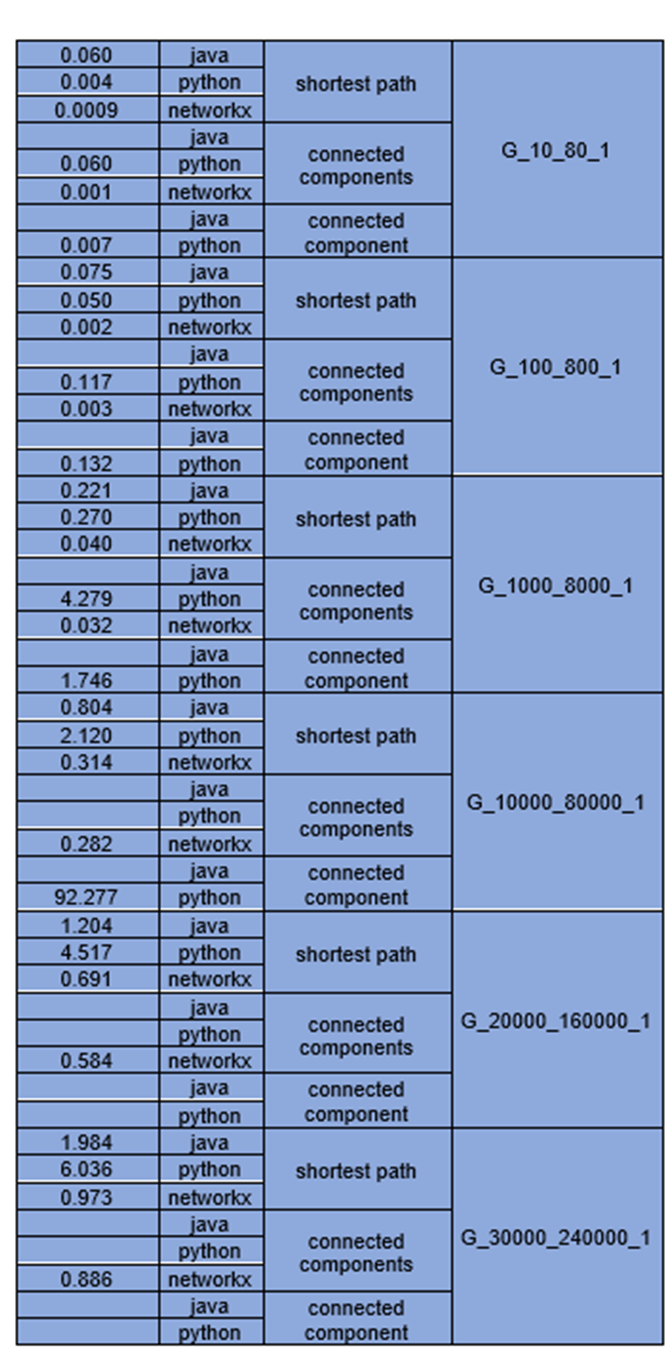 0.060 java shortest path G_10_80_1
0.004 python
0.0009 networkx
java connected components
0.060 python
0.001 networkx
java connected component
0.007 python
0.075 java shortest path G_100_800_1
0.050 python
0.002 networkx
java connected components
0.117 python
0.003 networkx
java connected component
0.132 python
0.221 java shortest path G_1000_8000_1
0.270 python
0.040 networkx
java connected components
4.279 python
0.032 networkx
java connected component
1.746 python
0.804 java shortest path G_10000_80000_1
2.120 python
0.314 networkx
java connected components
python
0.282 networkx
java connected component
92.277 python
1.204 java shortest path G_20000_160000_1
4.517 python
0.691 networkx
java connected components
python
0.584 networkx
java connected component
python
1.984 java shortest path G_30000_240000_1
6.036 python
0.973 networkx
java connected components
python
0.886 networkx
java connected component
python